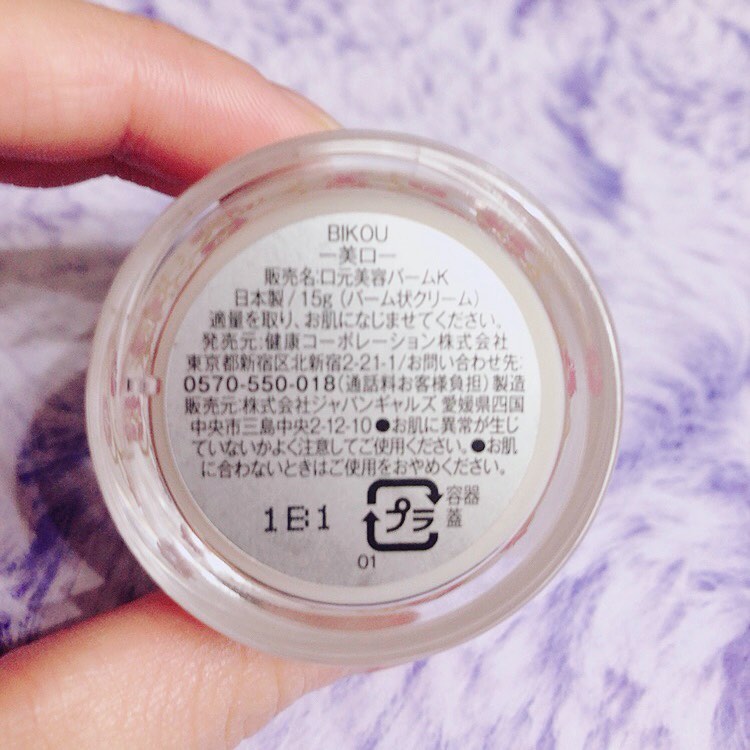 BIKOU
ー美口ー
販売名:口元美容バームK
日本製/15g(バーム状クリーム)
適量を取り、お肌になじませてください。
発売元:健康コーポレーション株式会社
東京都新宿区北新宿2-21-1/お問い合わせ先:
0570-550-018(通話料お客様負担)製造
販売元:株式会社ジャパンギャルズ 愛媛県四国
中央市三島中央2-12-10 ●お肌に異常が生じ
ていないかよく注意してご使用ください。●お肌
に合わないときはご使用をおやめください。
1B1
プラ
容器
蓋
01